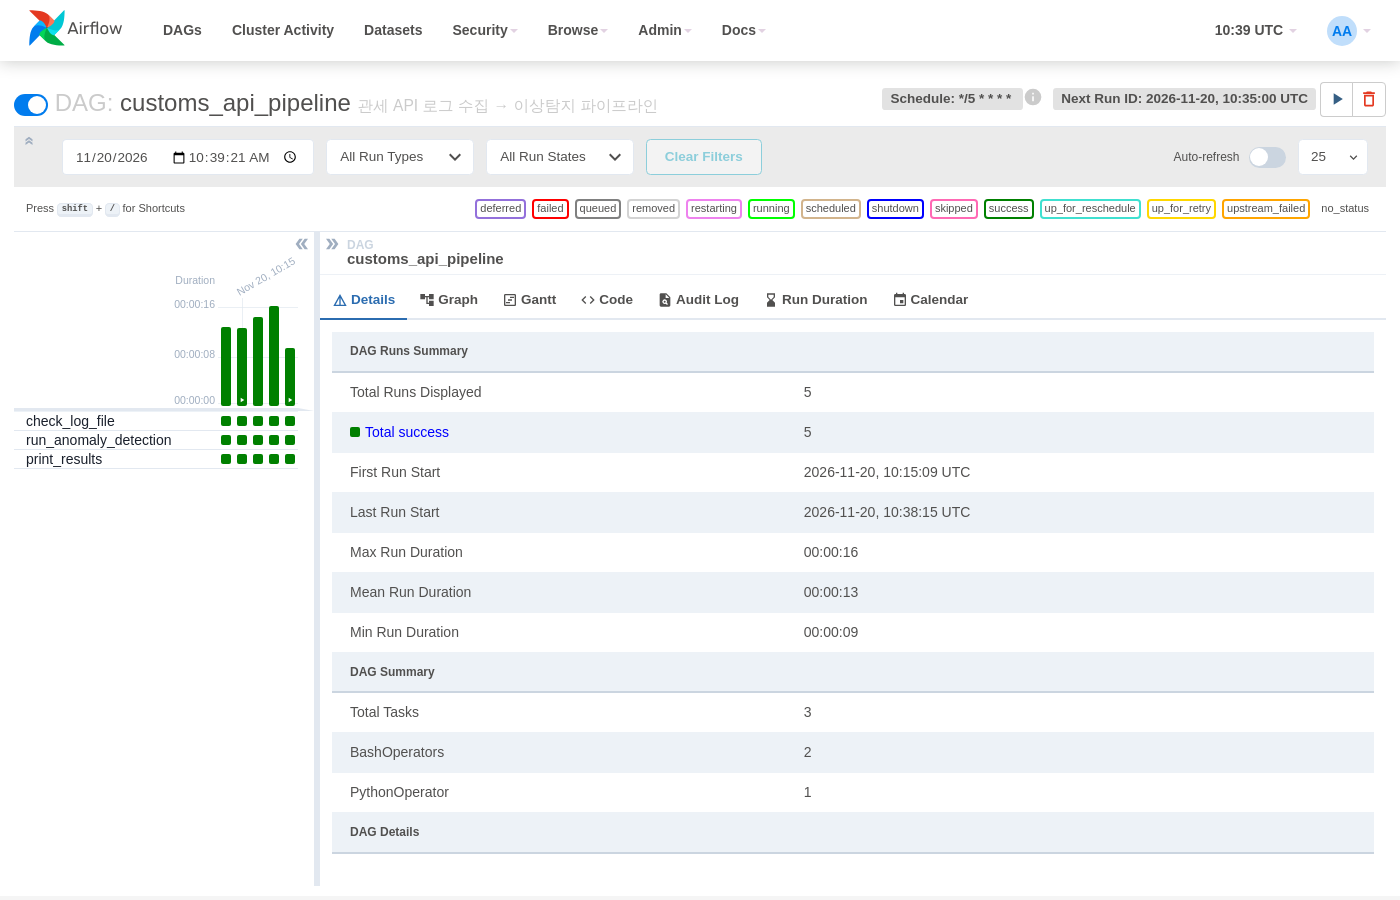 Airflow DAGs Cluster Activity Datasets Security Browse Admin Docs 10:39 UTC AA
DAG: customs_api_pipeline 관세 API 로그 수집 → 이상탐지 파이프라인 Schedule: */5 * * * * Next Run ID: 2026-11-20, 10:35:00 UTC
11/20/2026 10:39:21 AM All Run Types All Run States Clear Filters Auto-refresh 25
Press shift + / for Shortcuts deferred failed queued removed restarting running scheduled shutdown skipped success up_for_reschedule up_for_retry upstream_failed no_status
DAG
customs_api_pipeline
Duration
Nov 20, 10:15
00:00:16
00:00:08
00:00:00
check_log_file
run_anomaly_detection
print_results
Details Graph Gantt Code Audit Log Run Duration Calendar
DAG Runs Summary
Total Runs Displayed 5
Total success 5
First Run Start 2026-11-20, 10:15:09 UTC
Last Run Start 2026-11-20, 10:38:15 UTC
Max Run Duration 00:00:16
Mean Run Duration 00:00:13
Min Run Duration 00:00:09
DAG Summary
Total Tasks 3
BashOperators 2
PythonOperator 1
DAG Details